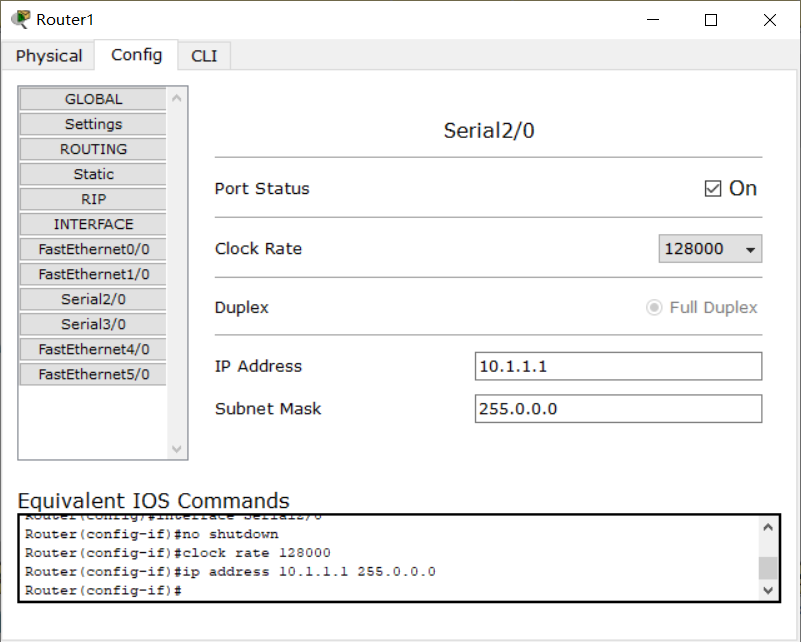 Router1
Physical Config CLI
GLOBAL
Settings
ROUTING
Static
RIP
INTERFACE
FastEthernet0/0
FastEthernet1/0
Serial2/0
Serial3/0
FastEthernet4/0
FastEthernet5/0
Serial2/0
Port Status On
Clock Rate 128000
Duplex Full Duplex
IP Address 10.1.1.1
Subnet Mask 255.0.0.0
Equivalent IOS Commands
Router(config)#interface Serial2/0
Router(config-if)#no shutdown
Router(config-if)#clock rate 128000
Router(config-if)#ip address 10.1.1.1 255.0.0.0
Router(config-if)#